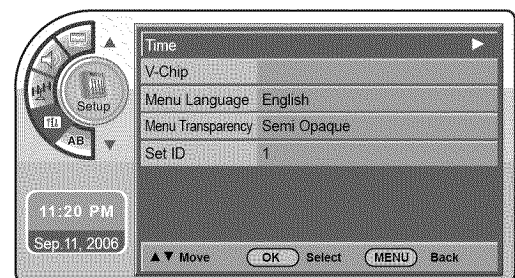 Setup
AB
11:20 PM
Sep.11, 2006
Time
V-Chip
Menu Language English
Menu Transparency Semi Opaque
Set ID 1
▲▼ Move OK Select MENU Back